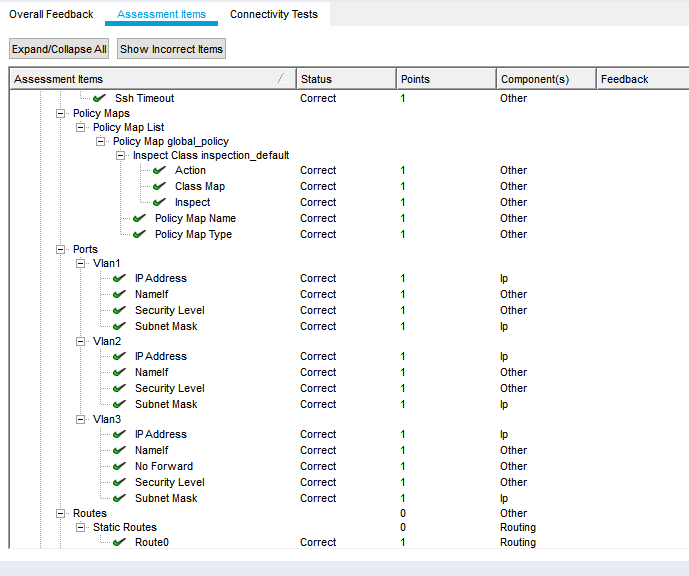 Overall Feedback Assessment Items Connectivity Tests
Expand/Collapse All Show Incorrect Items
Assessment Items Status Points Component(s) Feedback
Ssh Timeout Correct 1 Other
Policy Maps
Policy Map List
Policy Map global_policy
Inspect Class inspection_default
Action Correct 1 Other
Class Map Correct 1 Other
Inspect Correct 1 Other
Policy Map Name Correct 1 Other
Policy Map Type Correct 1 Other
Ports
Vlan1
IP Address Correct 1 Ip
NameIf Correct 1 Other
Security Level Correct 1 Other
Subnet Mask Correct 1 Ip
Vlan2
IP Address Correct 1 Ip
NameIf Correct 1 Other
Security Level Correct 1 Other
Subnet Mask Correct 1 Ip
Vlan3
IP Address Correct 1 Ip
NameIf Correct 1 Other
No Forward Correct 1 Other
Security Level Correct 1 Other
Subnet Mask Correct 1 Ip
Routes 0 Other
Static Routes 0 Routing
Route0 Correct 1 Routing